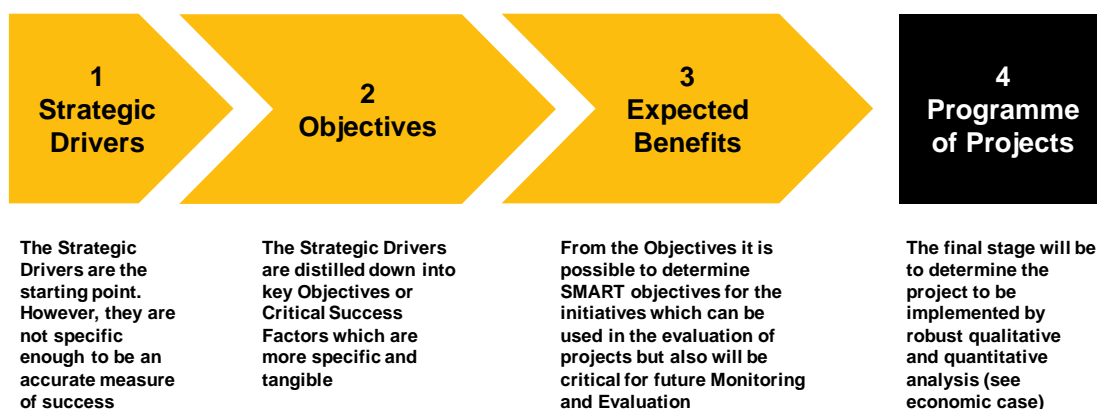 1
Strategic
Drivers
2
Objectives
3
Expected
Benefits
4
Programme
of Projects
The Strategic
Drivers are the
starting point.
However, they are
not specific
enough to be an
accurate measure
of success
The Strategic Drivers
are distilled down into
key Objectives or
Critical Success
Factors which are
more specific and
tangible
From the Objectives it is
possible to determine
SMART objectives for the
initiatives which can be
used in the evaluation of
projects but also will be
critical for future Monitoring
and Evaluation
The final stage will be
to determine the
project to be
implemented by
robust qualitative
and quantitative
analysis (see
economic case)